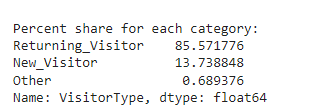 Percent share for each category:
Returning_Visitor    85.571776
New_Visitor          13.738848
Other                 0.689376
Name: VisitorType, dtype: float64